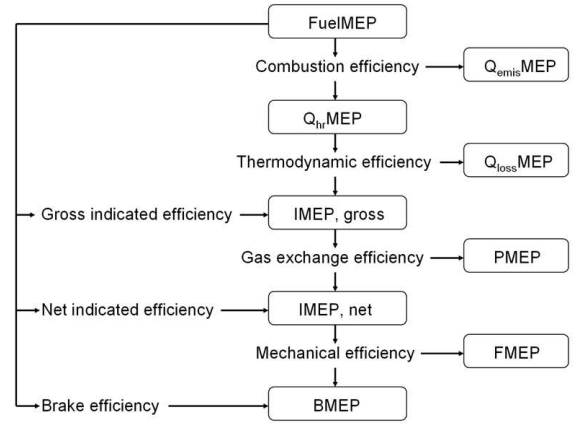 FuelMEP
Combustion efficiency
QemisMEP
QhrMEP
Thermodynamic efficiency
QlossMEP
Gross indicated efficiency
IMEP, gross
Gas exchange efficiency
PMEP
Net indicated efficiency
IMEP, net
Mechanical efficiency
FMEP
Brake efficiency
BMEP